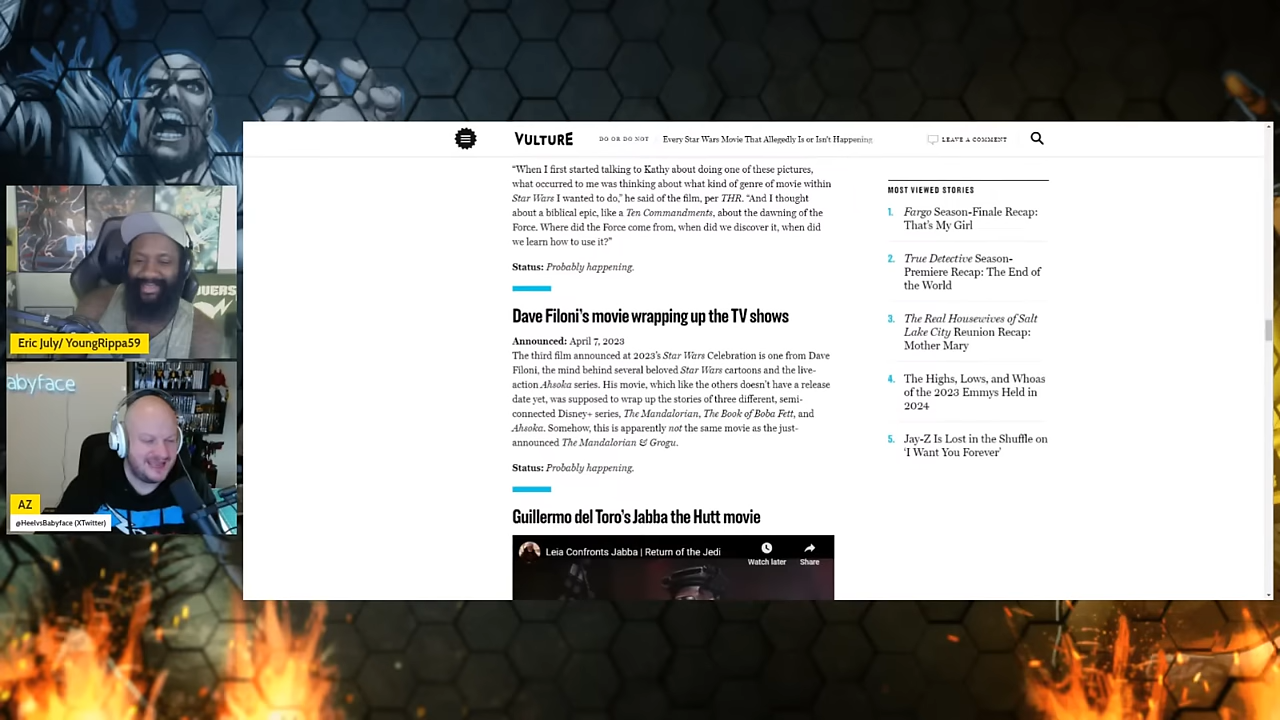 VULTURE
DO OR DO NOT
Every Star Wars Movie That Allegedly Is or Isn't Happening
LEAVE A COMMENT
"When I first started talking to Kathy about doing one of these pictures,
what occurred to me was thinking about what kind of genre of movie within
Star Wars I wanted to do," he said of the film, per THR. "And I thought
about a biblical epic, like a Ten Commandments, about the dawning of the
Force. Where did the Force come from, when did we discover it, when did
we learn how to use it?"
Status: Probably happening.
Dave Filoni's movie wrapping up the TV shows
Announced: April 7, 2023
The third film announced at 2023's Star Wars Celebration is one from Dave
Filoni, the mind behind several beloved Star Wars cartoons and the live-
action Ahsoka series. His movie, which like the others doesn't have a release
date yet, was supposed to wrap up the stories of three different, semi-
connected Disney+ series, The Mandalorian, The Book of Boba Fett, and
Ahsoka. Somehow, this is apparently not the same movie as the just-
announced The Mandalorian & Grogu.
Status: Probably happening.
Guillermo del Toro's Jabba the Hutt movie
Leia Confronts Jabba | Return of the Jedi
Watch later
Share
MOST VIEWED STORIES
1. Fargo Season-Finale Recap:
That's My Girl
2. True Detective Season-
Premiere Recap: The End of
the World
3. The Real Housewives of Salt
Lake City Reunion Recap:
Mother Mary
4. The Highs, Lows, and Whoas
of the 2023 Emmys Held in
2024
5. Jay-Z Is Lost in the Shuffle on
'I Want You Forever'
Eric July/ YoungRippa59
abyface
AZ
@HeelvsBabyface (XTwitter)